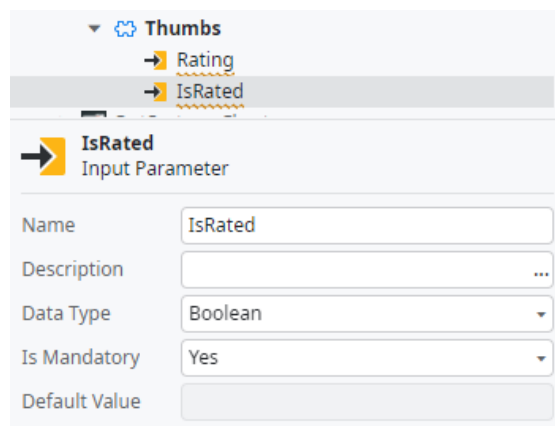 Thumbs
Rating
IsRated
IsRated
Input Parameter
Name IsRated
Description ...
Data Type Boolean
Is Mandatory Yes
Default Value